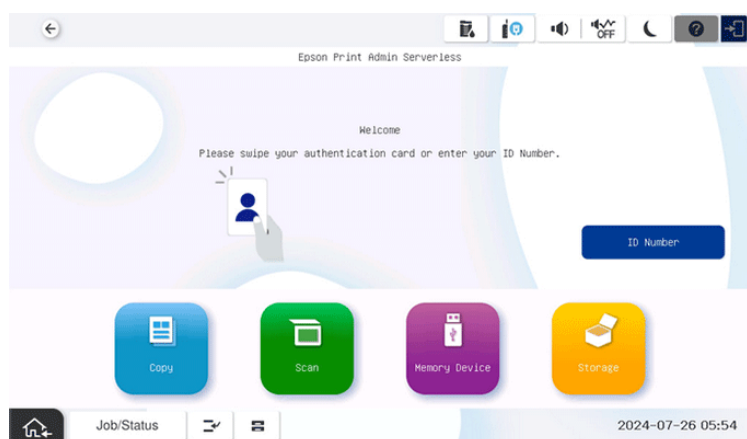 OFF
?
Epson Print Admin Serverless
Welcome
Please swipe your authentication card or enter your ID Number.
ID Number
Copy
Scan
Memory Device
Storage
Job/Status
2024-07-26 05:54